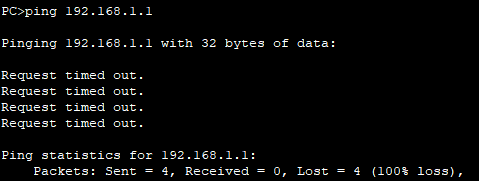 PC>ping 192.168.1.1
Pinging 192.168.1.1 with 32 bytes of data:
Request timed out.
Request timed out.
Request timed out.
Request timed out.
Ping statistics for 192.168.1.1:
Packets: Sent = 4, Received = 0, Lost = 4 (100% loss),